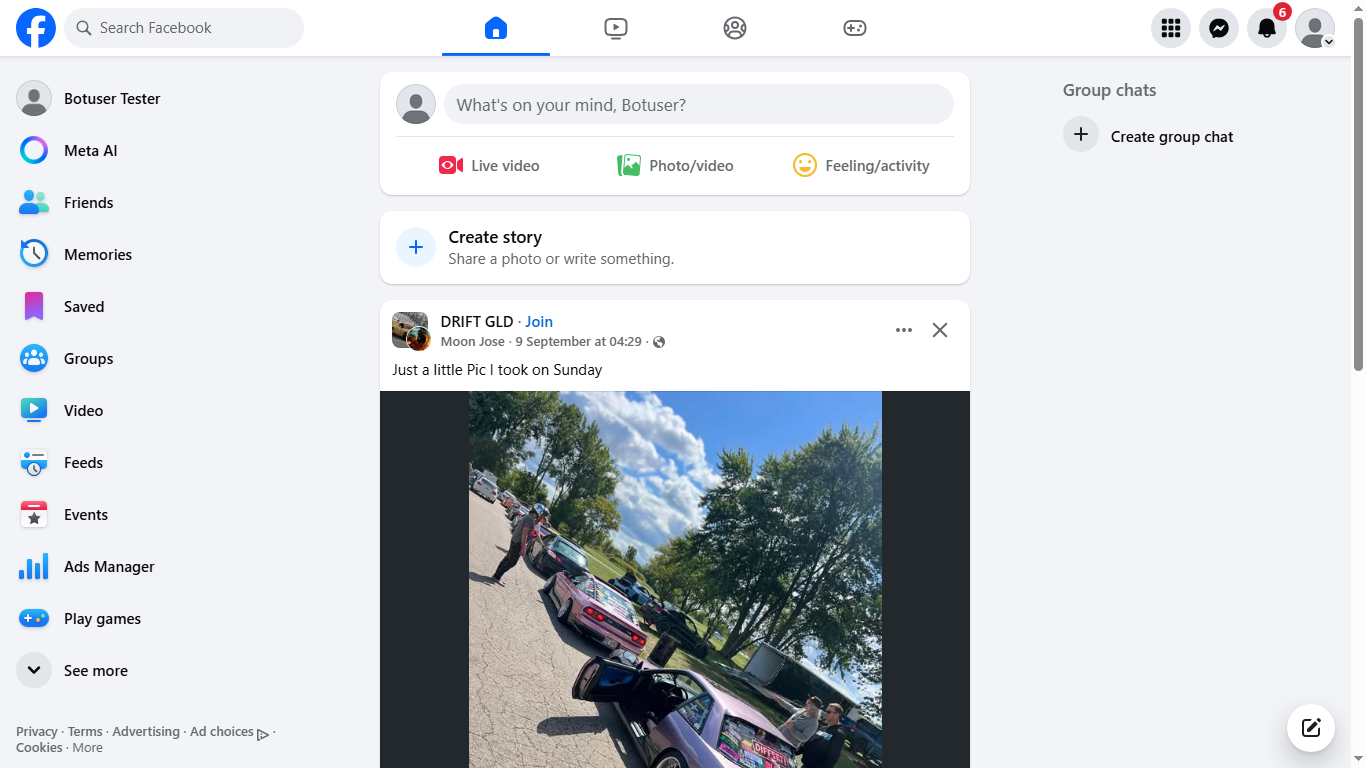 Search Facebook
6
Botuser Tester
Meta AI
Friends
Memories
Saved
Groups
Video
Feeds
Events
Ads Manager
Play games
See more
Privacy · Terms · Advertising · Ad choices ·
Cookies · More
What's on your mind, Botuser?
Live video
Photo/video
Feeling/activity
Create story
Share a photo or write something.
DRIFT GLD · Join
Moon Jose · 9 September at 04:29 ·
Just a little Pic I took on Sunday
Group chats
Create group chat